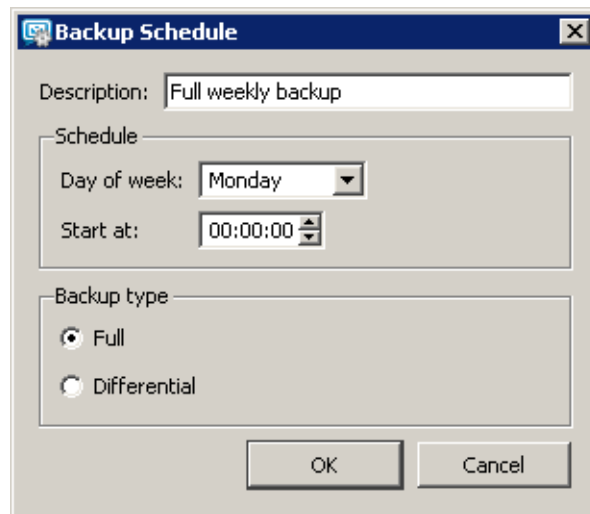 Backup Schedule
Description: Full weekly backup
Schedule
Day of week: Monday
Start at: 00:00:00
Backup type
Full
Differential
OK Cancel